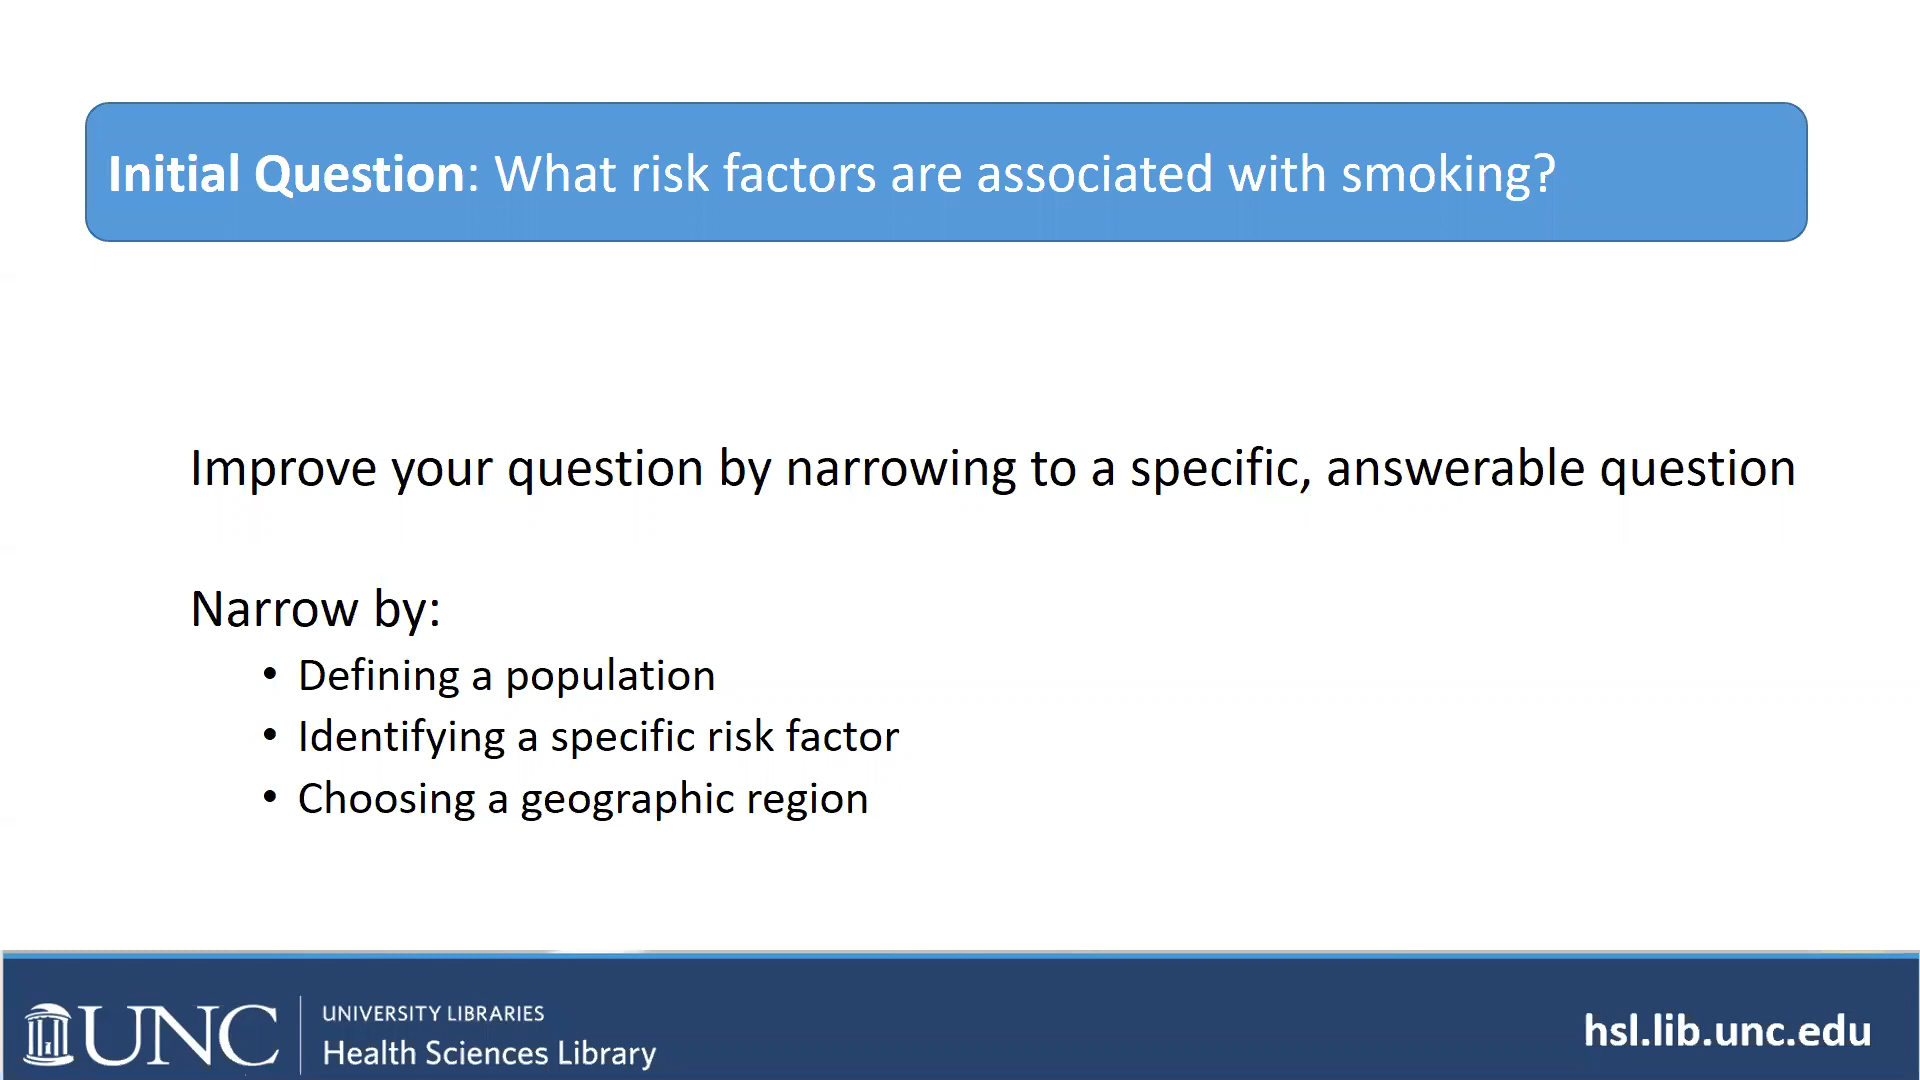 Initial Question: What risk factors are associated with smoking?
Improve your question by narrowing to a specific, answerable question
Narrow by:
• Defining a population
• Identifying a specific risk factor
• Choosing a geographic region
UNC
UNIVERSITY LIBRARIES
Health Sciences Library
hsl.lib.unc.edu